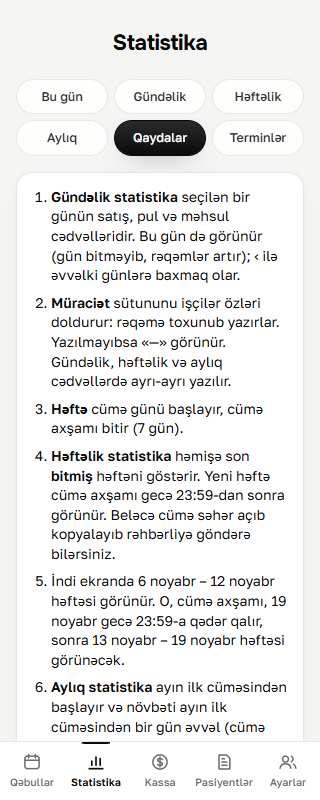 Statistika
Bu gün
Gündəlik
Həftəlik
Aylıq
Qaydalar
Terminlər
1. Gündəlik statistika seçilən bir
günün satış, pul və məhsul
cədvəlləridir. Bu gün də görünür
(gün bitməyib, rəqəmlər artır); ‹ ilə
əvvəlki günlərə baxmaq olar.
2. Müraciət sütununu işçilər özləri
doldurur: rəqəmə toxunub yazırlar.
Yazılmayıbsa «—» görünür.
Gündəlik, həftəlik və aylıq
cədvəllərdə ayrı-ayrı yazılır.
3. Həftə cümə günü başlayır, cümə
axşamı bitir (7 gün).
4. Həftəlik statistika həmişə son
bitmiş həftəni göstərir. Yeni həftə
cümə axşamı gecə 23:59-dan sonra
görünür. Beləcə cümə səhər açıb
kopyalayıb rəhbərliyə göndərə
bilərsiniz.
5. İndi ekranda 6 noyabr – 12 noyabr
həftəsi görünür. O, cümə axşamı, 19
noyabr gecə 23:59-a qədər qalır,
sonra 13 noyabr – 19 noyabr həftəsi
görünəcək.
6. Aylıq statistika ayın ilk cüməsindən
başlayır və növbəti ayın ilk
cüməsindən bir gün əvvəl (cümə
Qəbullar
Statistika
Kassa
Pasiyentlər
Ayarlar